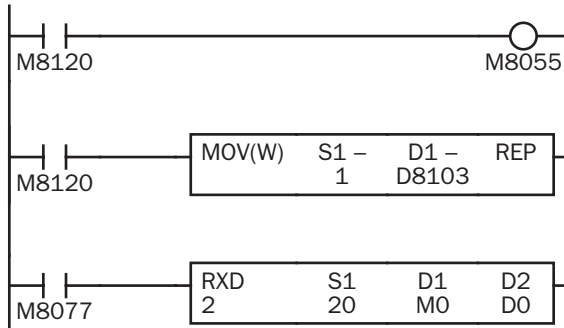 M8120
M8055
MOV(W) S1 – D1 – REP
1 D8103
M8120
RXD S1 D1 D2
2 20 M0 D0
M8077